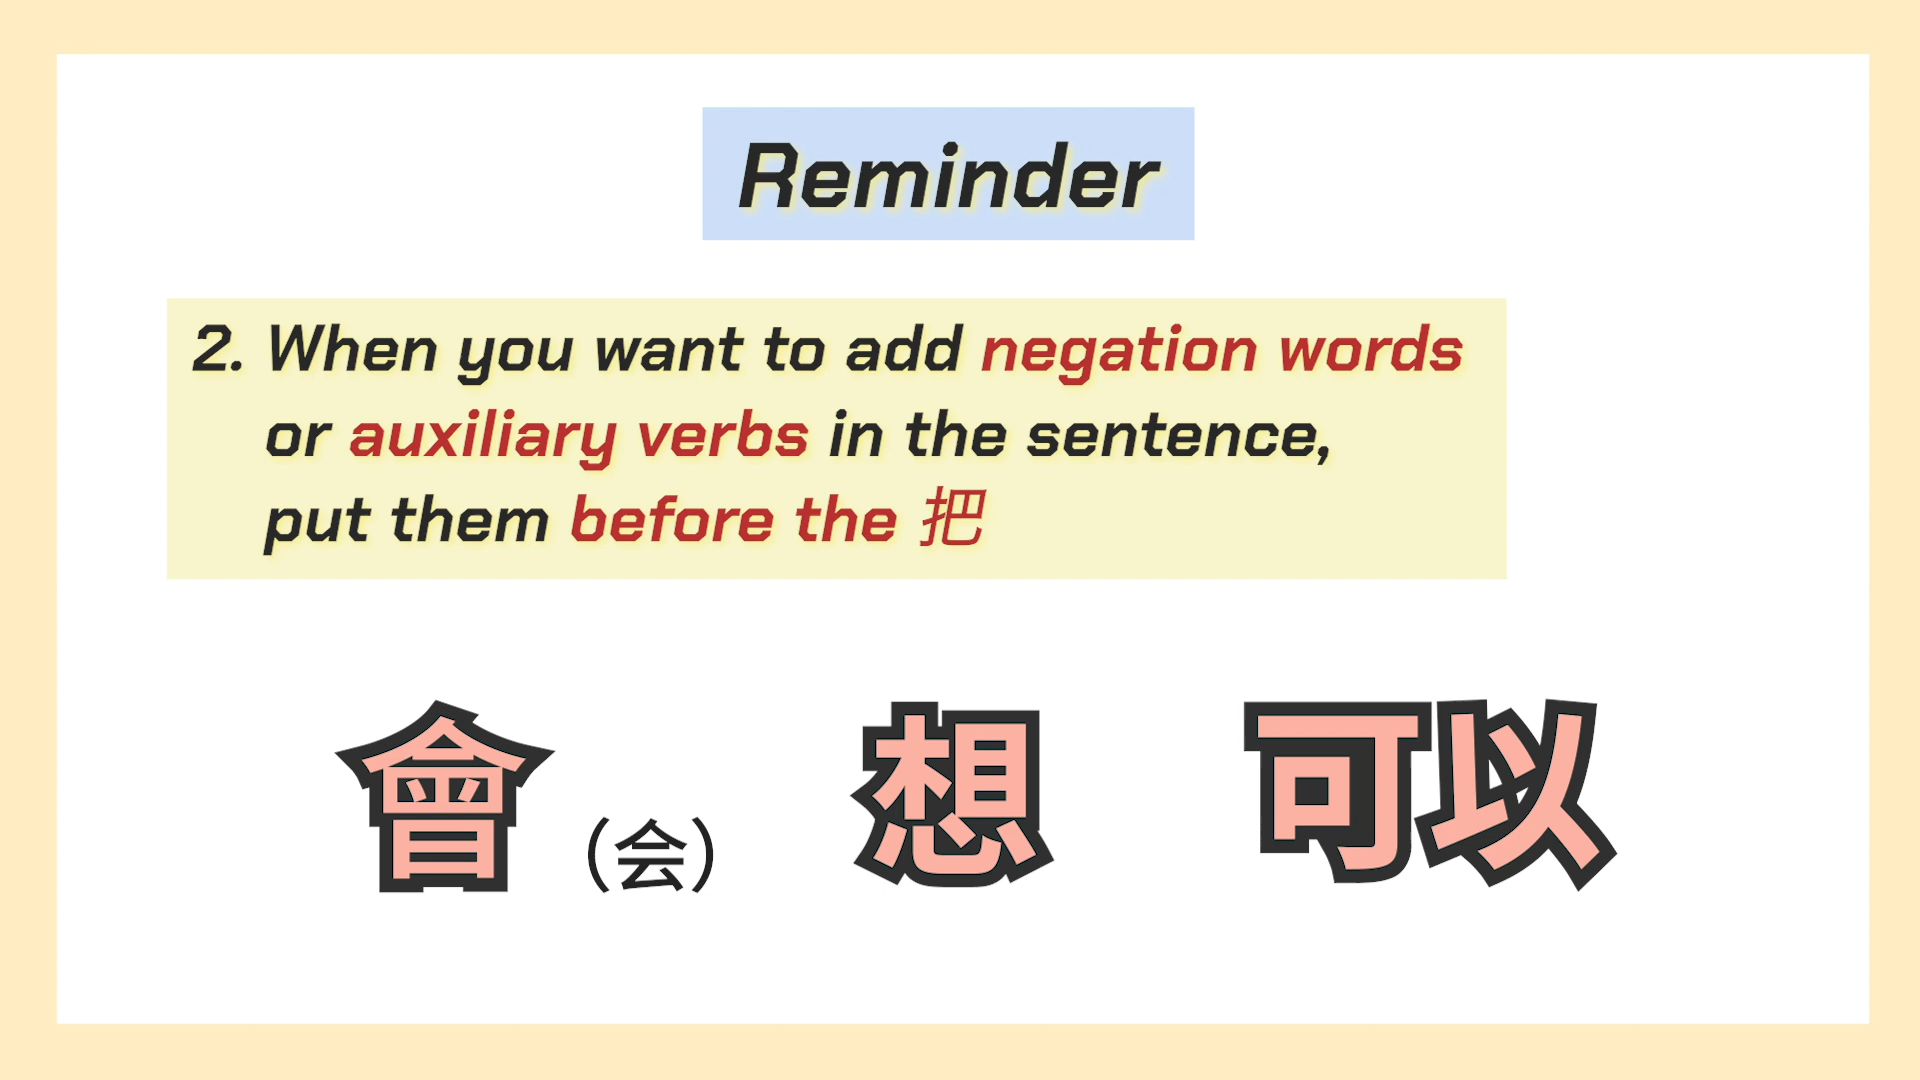 Reminder
2. When you want to add negation words
or auxiliary verbs in the sentence,
put them before the 把
會 (会) 想 可以